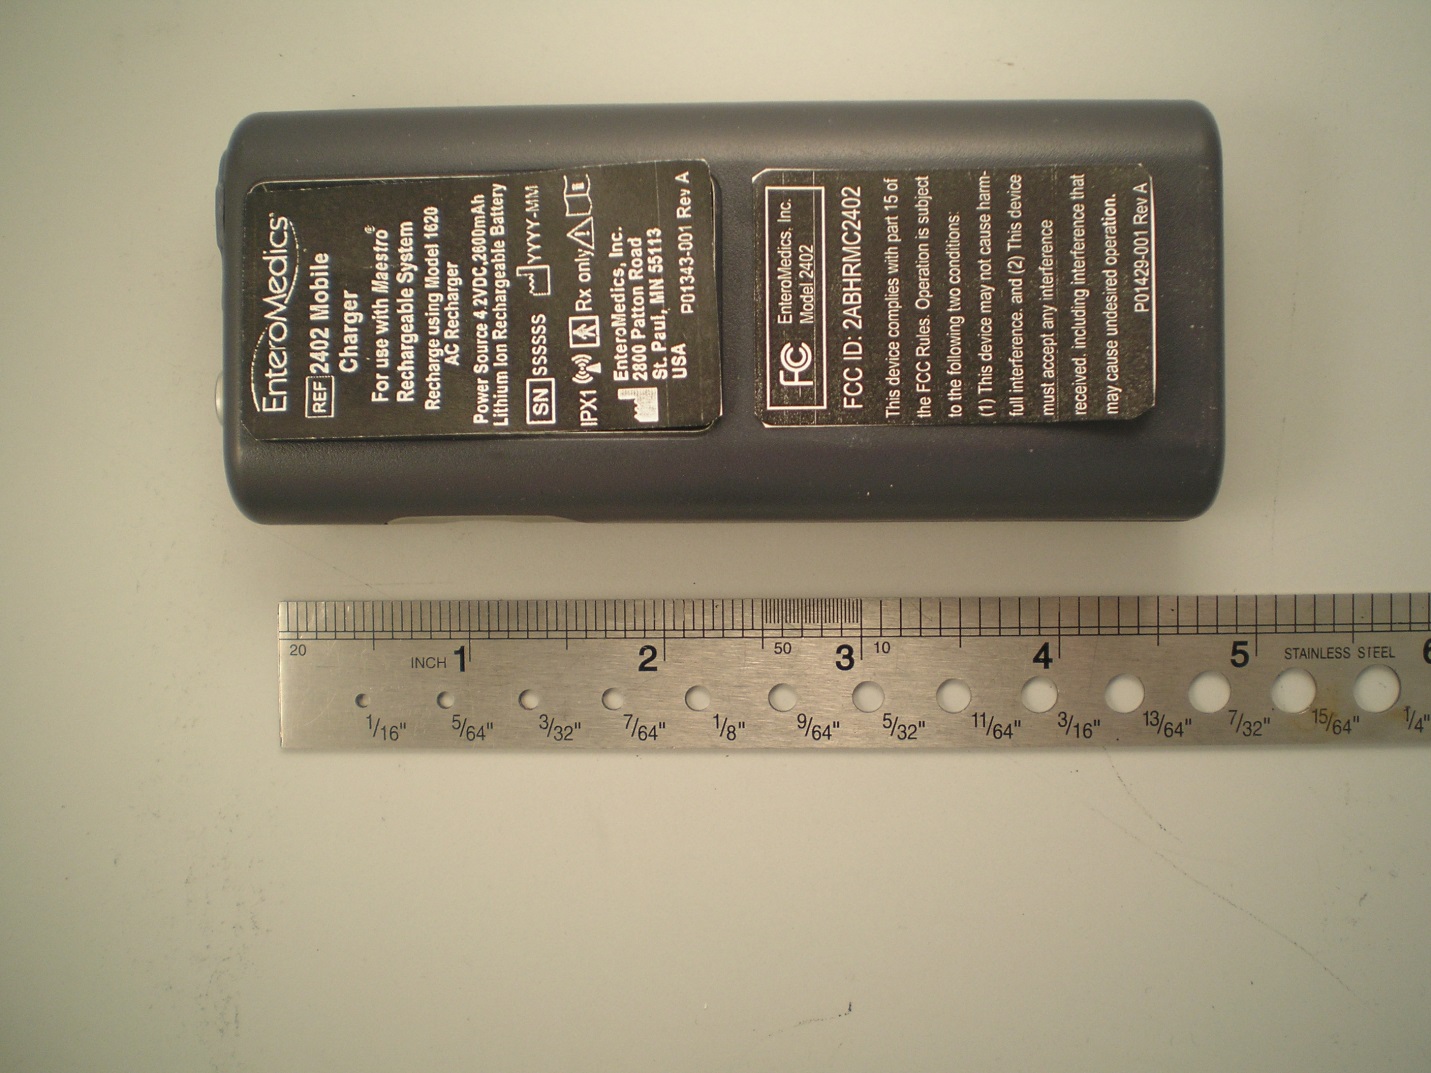 EnteroMedics®
REF 2402 Mobile
Charger
For use with Maestro®
Rechargeable System
Recharge using Model 1620
AC Recharger
Power Source 4.2VDC,2600mAh
Lithium Ion Rechargeable Battery
SN SSSSSS YYYY-MM
IPX1 Rx only
EnteroMedics, Inc.
2800 Patton Road
St. Paul, MN 55113
USA
P01343-001 Rev A
FC EnteroMedics, Inc.
Model 2402
FCC ID: 2ABHRMC2402
This device complies with part 15 of
the FCC Rules. Operation is subject
to the following two conditions:
(1) This device may not cause harm-
full interference. and (2) This device
must accept any interference
received. including interference that
may cause undesired operation.
P01429-001 Rev A
20 INCH 1 2 50 3 10 4 5 STAINLESS STEEL 6
1/16" 5/64" 3/32" 7/64" 1/8" 9/64" 5/32" 11/64" 3/16" 13/64" 7/32" 15/64" 1/4"